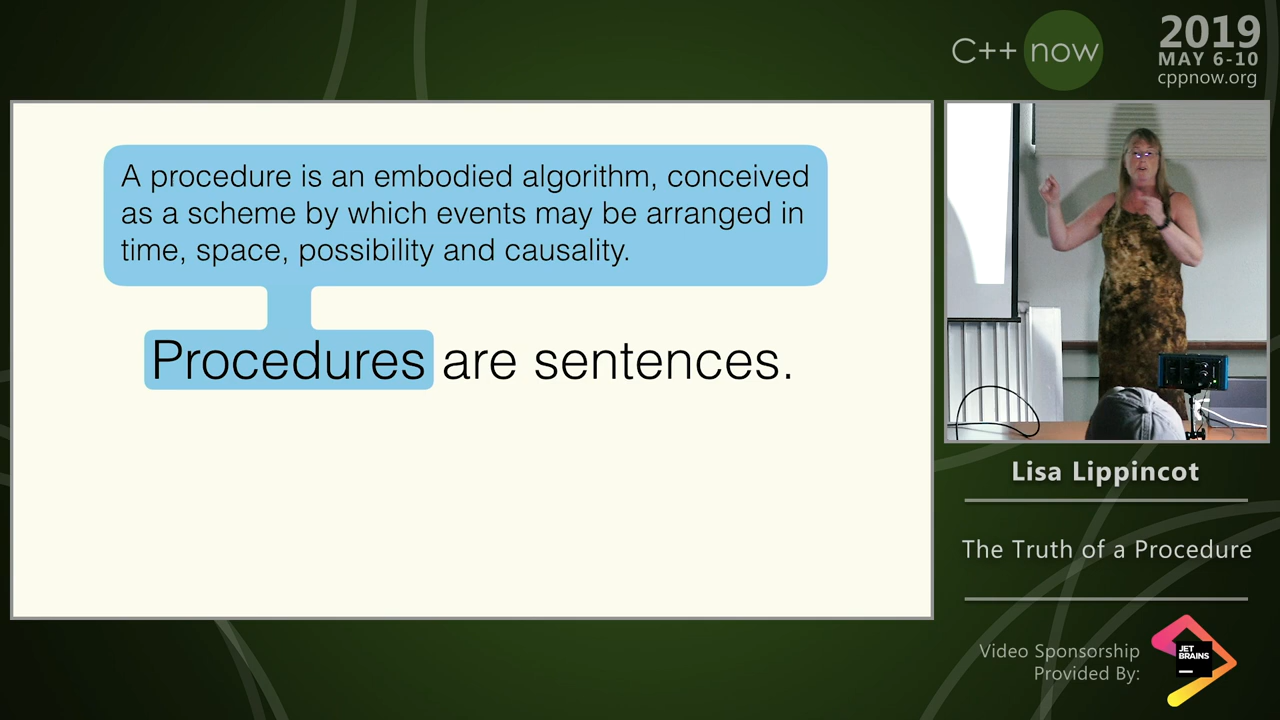 C++ now
2019
MAY 6-10
cppnow.org
A procedure is an embodied algorithm, conceived
as a scheme by which events may be arranged in
time, space, possibility and causality.
Procedures are sentences.
Lisa Lippincot
The Truth of a Procedure
Video Sponsorship
Provided By:
JET
BRAINS